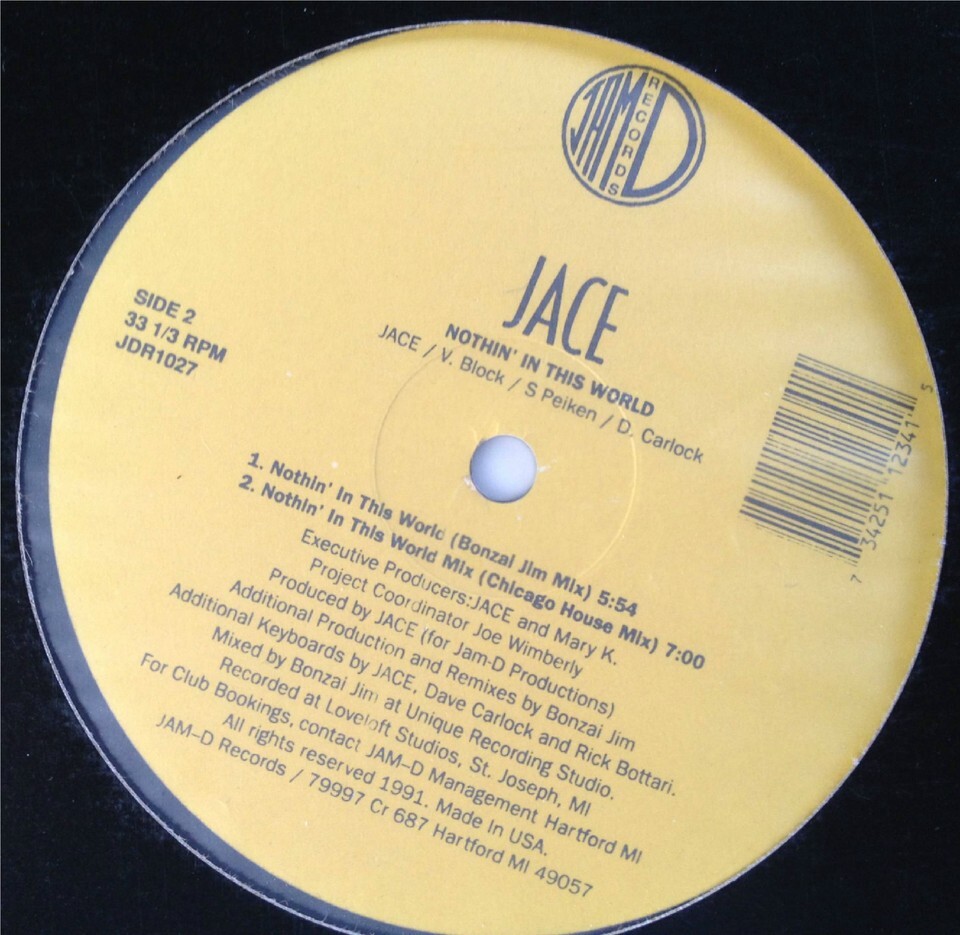 JAM D
RECORDS
JACE
NOTHIN' IN THIS WORLD
JACE / V. Block / S Peiken / D. Carlock
SIDE 2
33 1/3 RPM
JDR1027
7 34251 12341 5
1. Nothin' In This World (Bonzai Jim Mix) 5:54
2. Nothin' In This World Mix (Chicago House Mix) 7:00
Executive Producers:JACE and Mary K.
Project Coordinator Joe Wimberly
Produced by JACE (for Jam-D Productions)
Additional Production and Remixes by Bonzai Jim
Additional Keyboards by JACE, Dave Carlock and Rick Bottari.
Mixed by Bonzai Jim at Unique Recording Studio.
Recorded at Loveloft Studios, St. Joseph, MI
For Club Bookings, contact JAM–D Management Hartford MI
All rights reserved 1991. Made In USA.
JAM–D Records / 79997 Cr 687 Hartford MI 49057